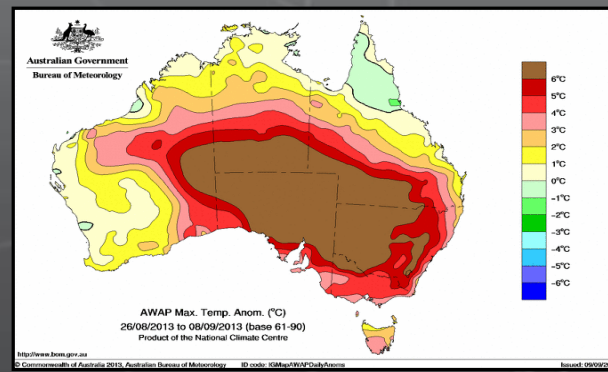 Australian Government
Bureau of Meteorology
6°C
5°C
4°C
3°C
2°C
1°C
0°C
-1°C
-2°C
-3°C
-4°C
-5°C
-6°C
AWAP Max. Temp. Anom. (°C)
26/08/2013 to 08/09/2013 (base 61-90)
Product of the National Climate Centre
http://www.bom.gov.au
© Commonwealth of Australia 2013, Australian Bureau of Meteorology ID code: IGMapAWAPDailyAnoms Issued: 09/09/20